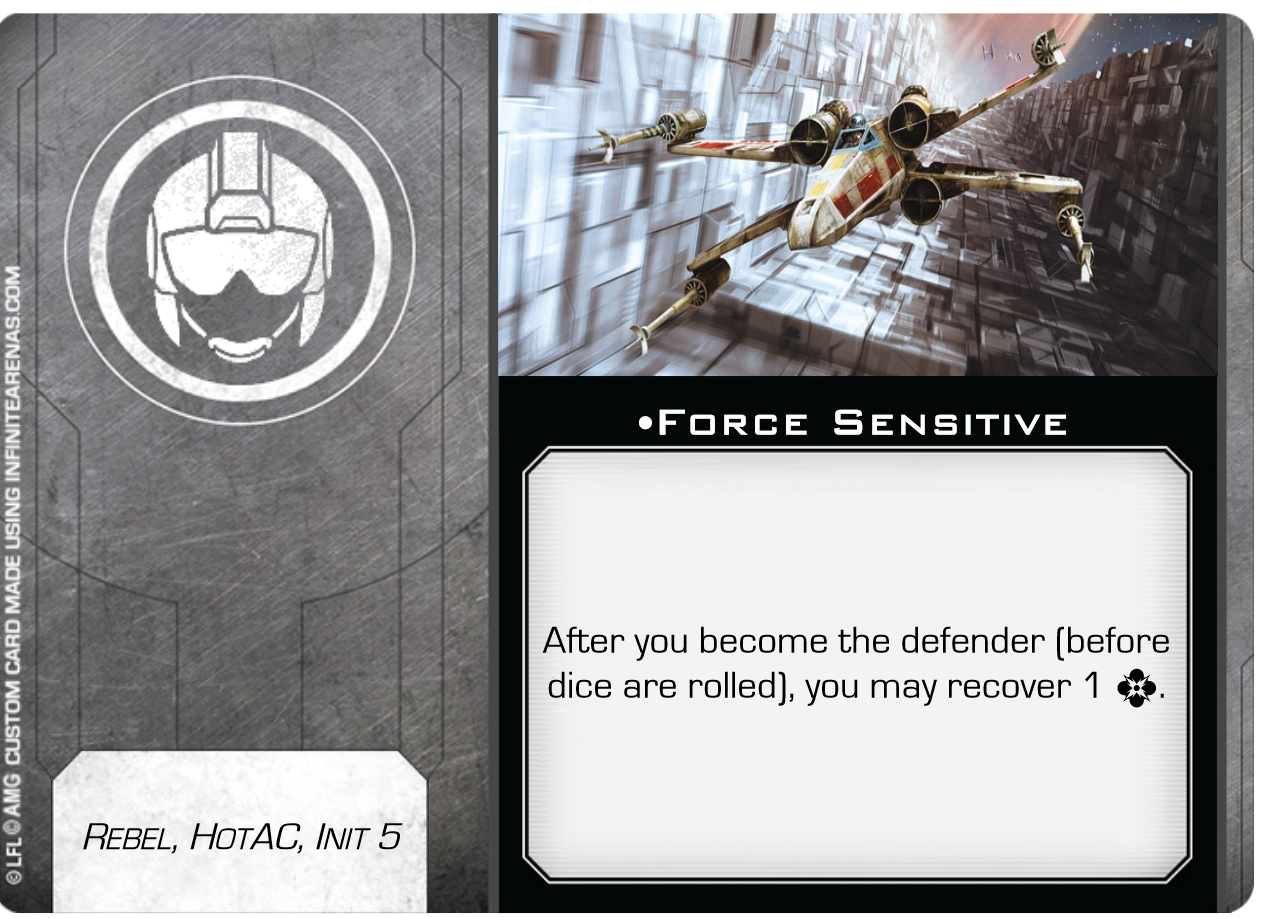 •Force Sensitive
After you become the defender (before
dice are rolled), you may recover 1 .
Rebel, HotAC, Init 5
©LFL ©AMG CUSTOM CARD MADE USING INFINITEARENAS.COM